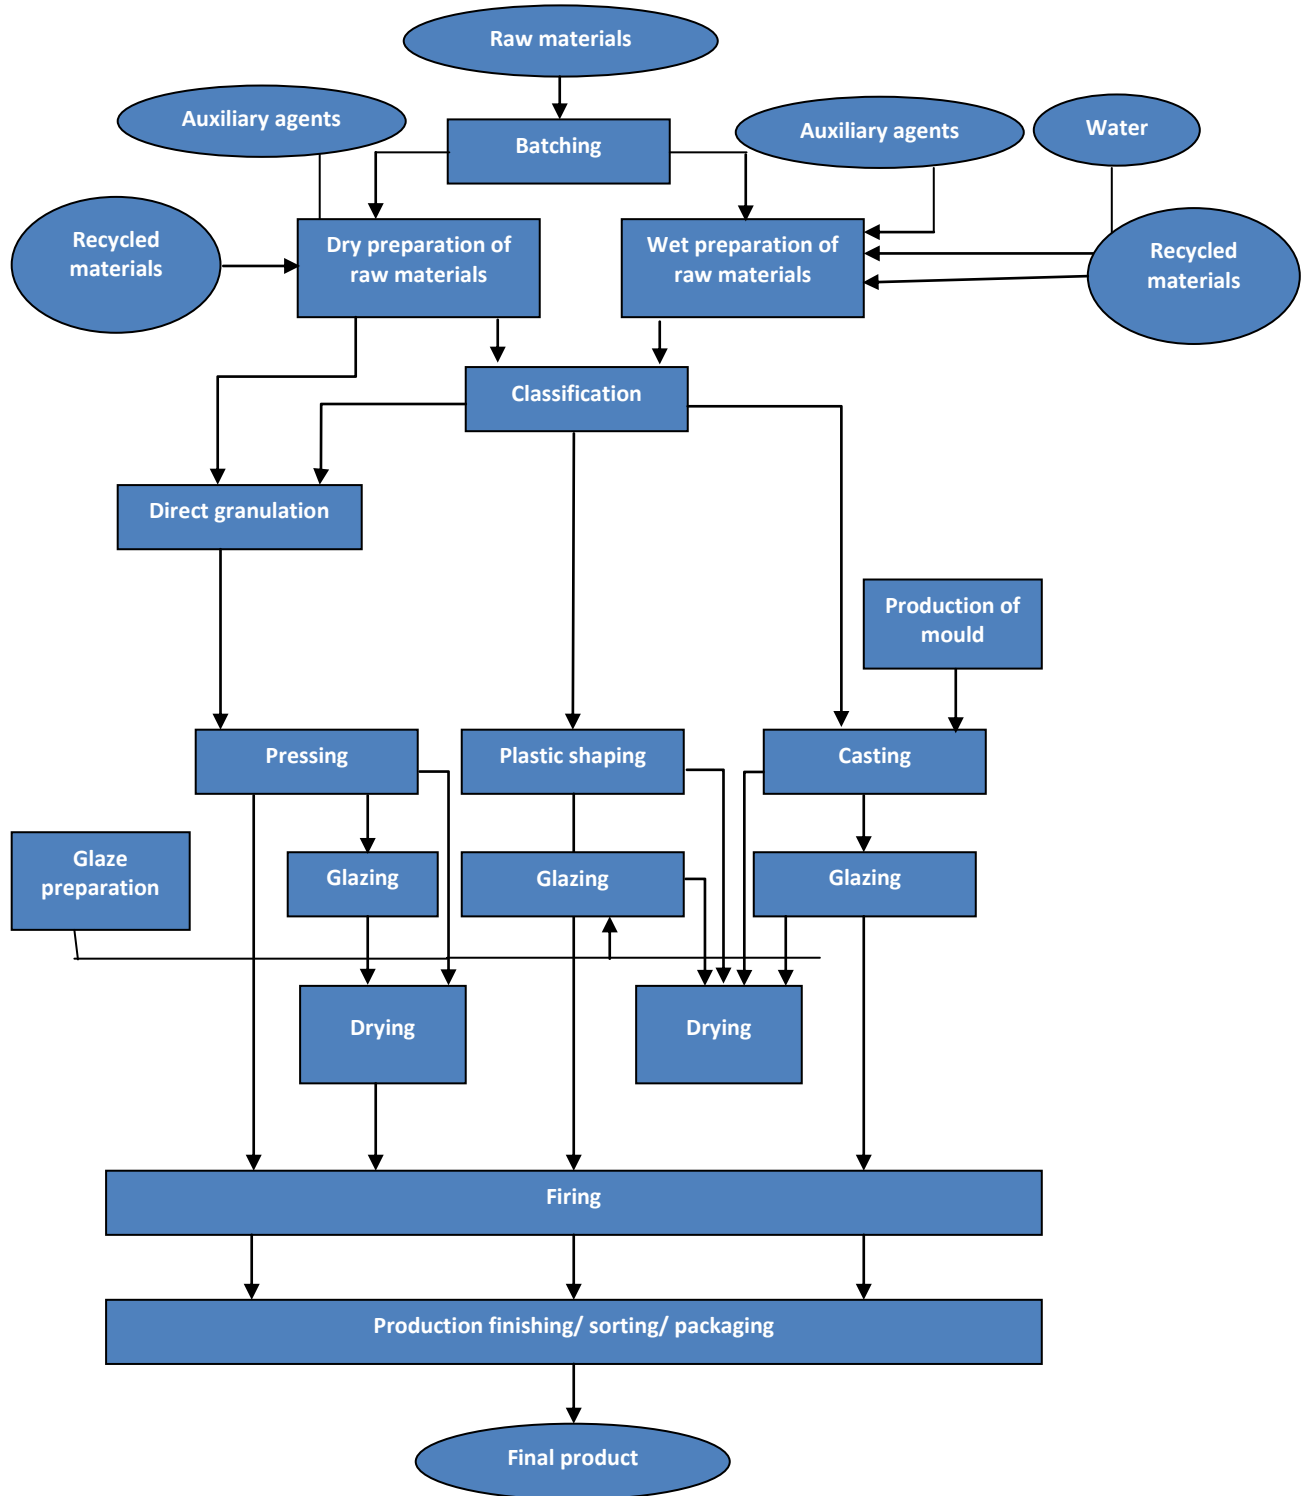 Raw materials
Auxiliary agents
Batching
Auxiliary agents
Water
Recycled
materials
Dry preparation of
raw materials
Wet preparation of
raw materials
Recycled
materials
Classification
Direct granulation
Production of
mould
Pressing
Plastic shaping
Casting
Glaze
preparation
Glazing
Glazing
Glazing
Drying
Drying
Firing
Production finishing/ sorting/ packaging
Final product